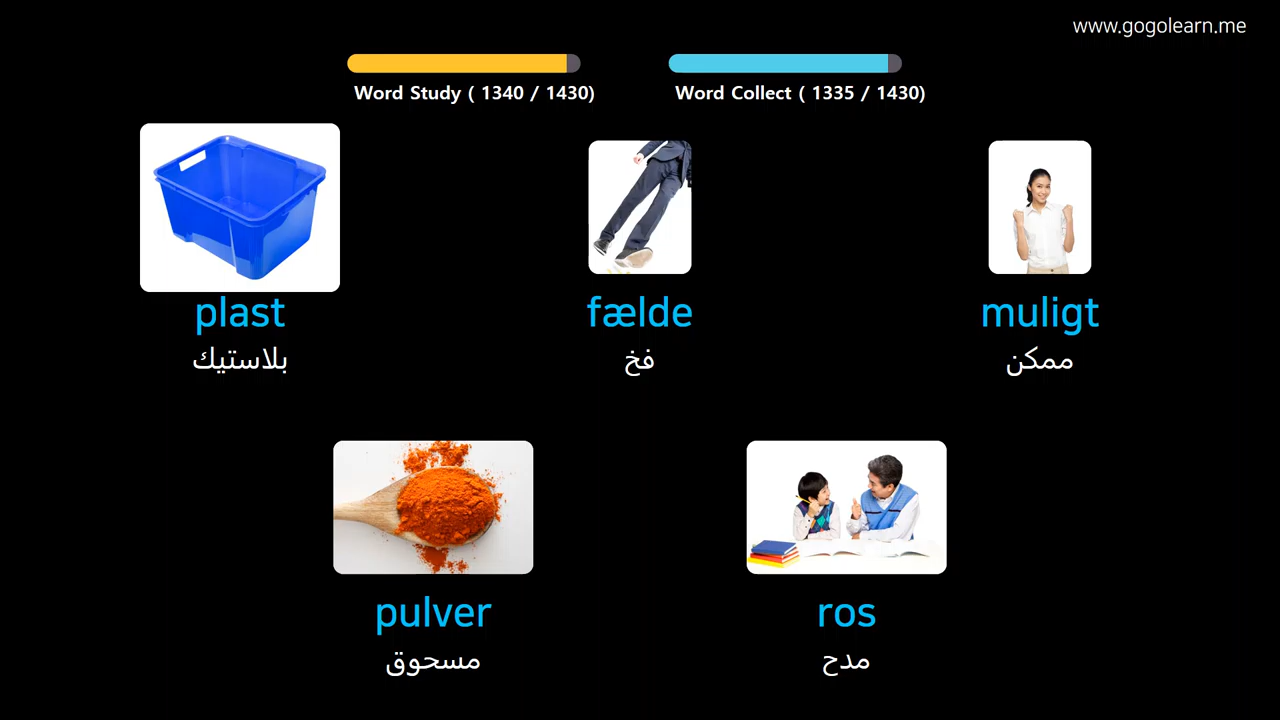 www.gogolearn.me
Word Study ( 1340 / 1430)
Word Collect ( 1335 / 1430)
plast
بلاستيك
fælde
فخ
muligt
ممكن
pulver
مسحوق
ros
مدح